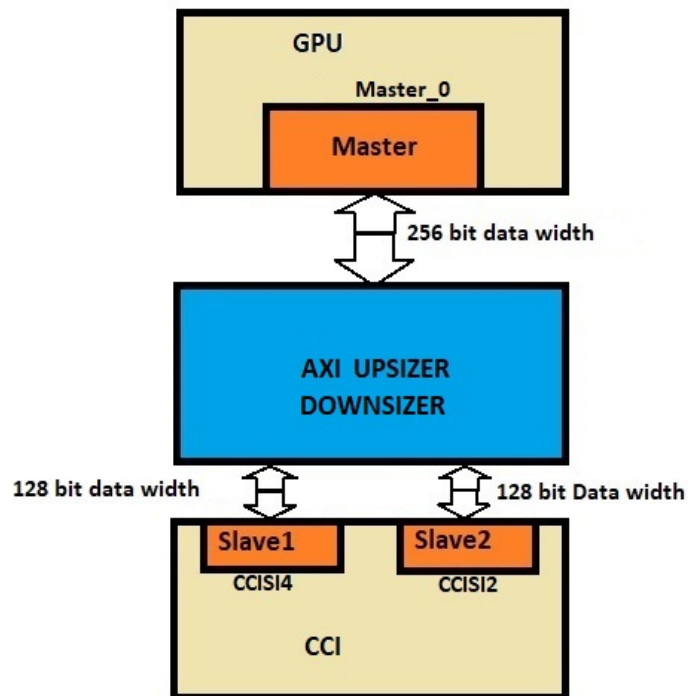 GPU
Master_0
Master
256 bit data width
AXI UPSIZER
DOWNSIZER
128 bit data width
128 bit Data width
Slave1
Slave2
CCISI4
CCISI2
CCI